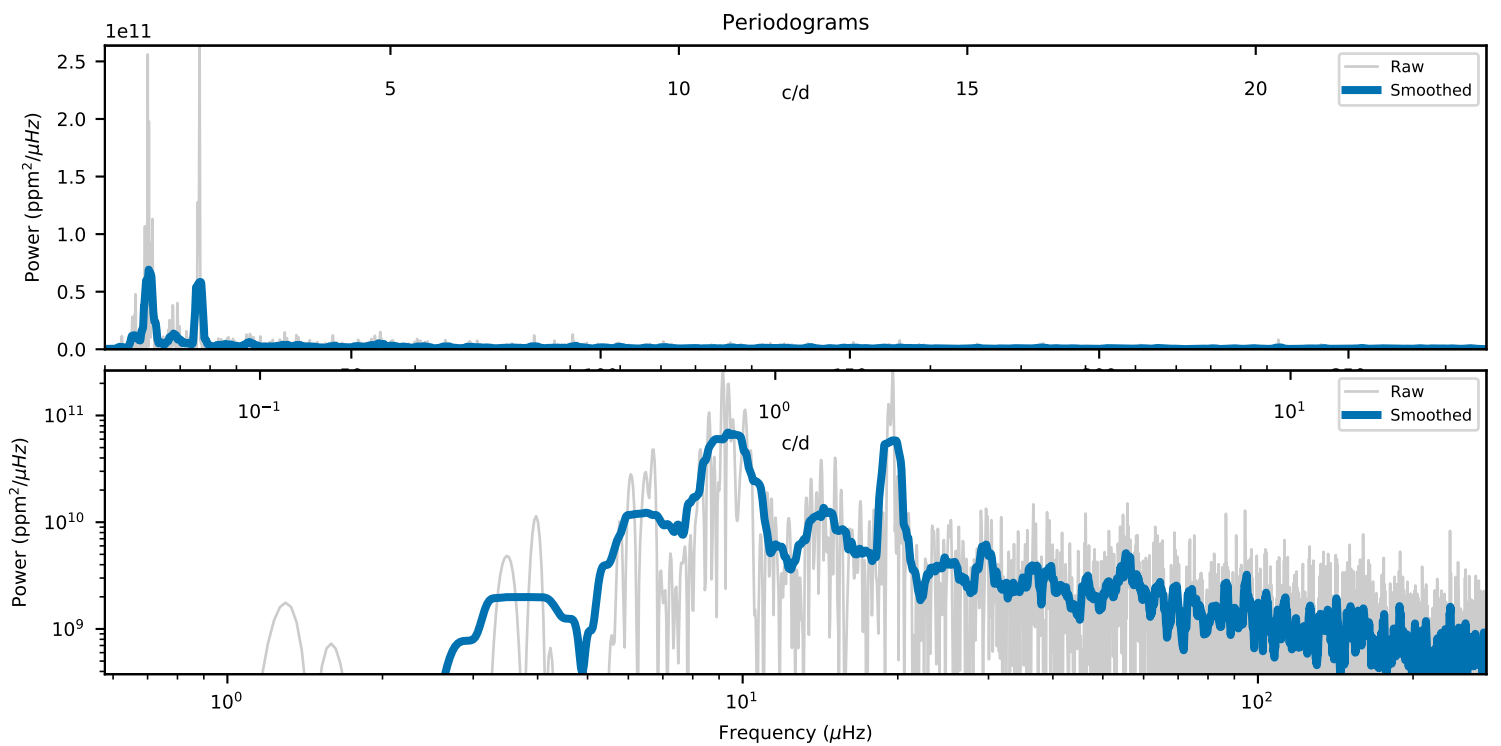 Periodograms
1e11
2.5
2.0
1.5
1.0
0.5
0.0
Power (ppm²/μHz)
5 10 15 20
c/d
Raw
Smoothed
10¹¹
10¹⁰
10⁹
Power (ppm²/μHz)
10⁻¹ 10⁰ 10¹
c/d
Raw
Smoothed
10⁰ 10¹ 10²
Frequency (μHz)